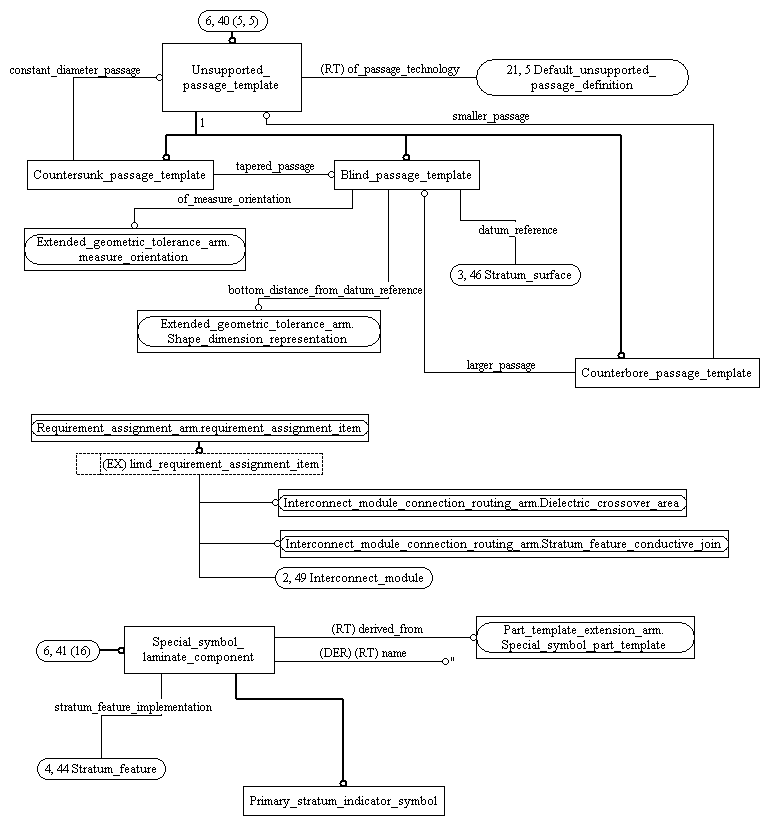 6, 40 (5, 5)
constant_diameter_passage
Unsupported_
passage_template
(RT) of_passage_technology
21, 5 Default_unsupported_
passage_definition
1
smaller_passage
Countersunk_passage_template
tapered_passage
Blind_passage_template
of_measure_orientation
Extended_geometric_tolerance_arm.
measure_orientation
datum_reference
3, 46 Stratum_surface
bottom_distance_from_datum_reference
Extended_geometric_tolerance_arm.
Shape_dimension_representation
larger_passage
Counterbore_passage_template
Requirement_assignment_arm.requirement_assignment_item
(EX) limd_requirement_assignment_item
Interconnect_module_connection_routing_arm.Dielectric_crossover_area
Interconnect_module_connection_routing_arm.Stratum_feature_conductive_join
2, 49 Interconnect_module
6, 41 (16)
Special_symbol_
laminate_component
(RT) derived_from
Part_template_extension_arm.
Special_symbol_part_template
(DER) (RT) name
"
stratum_feature_implementation
4, 44 Stratum_feature
Primary_stratum_indicator_symbol